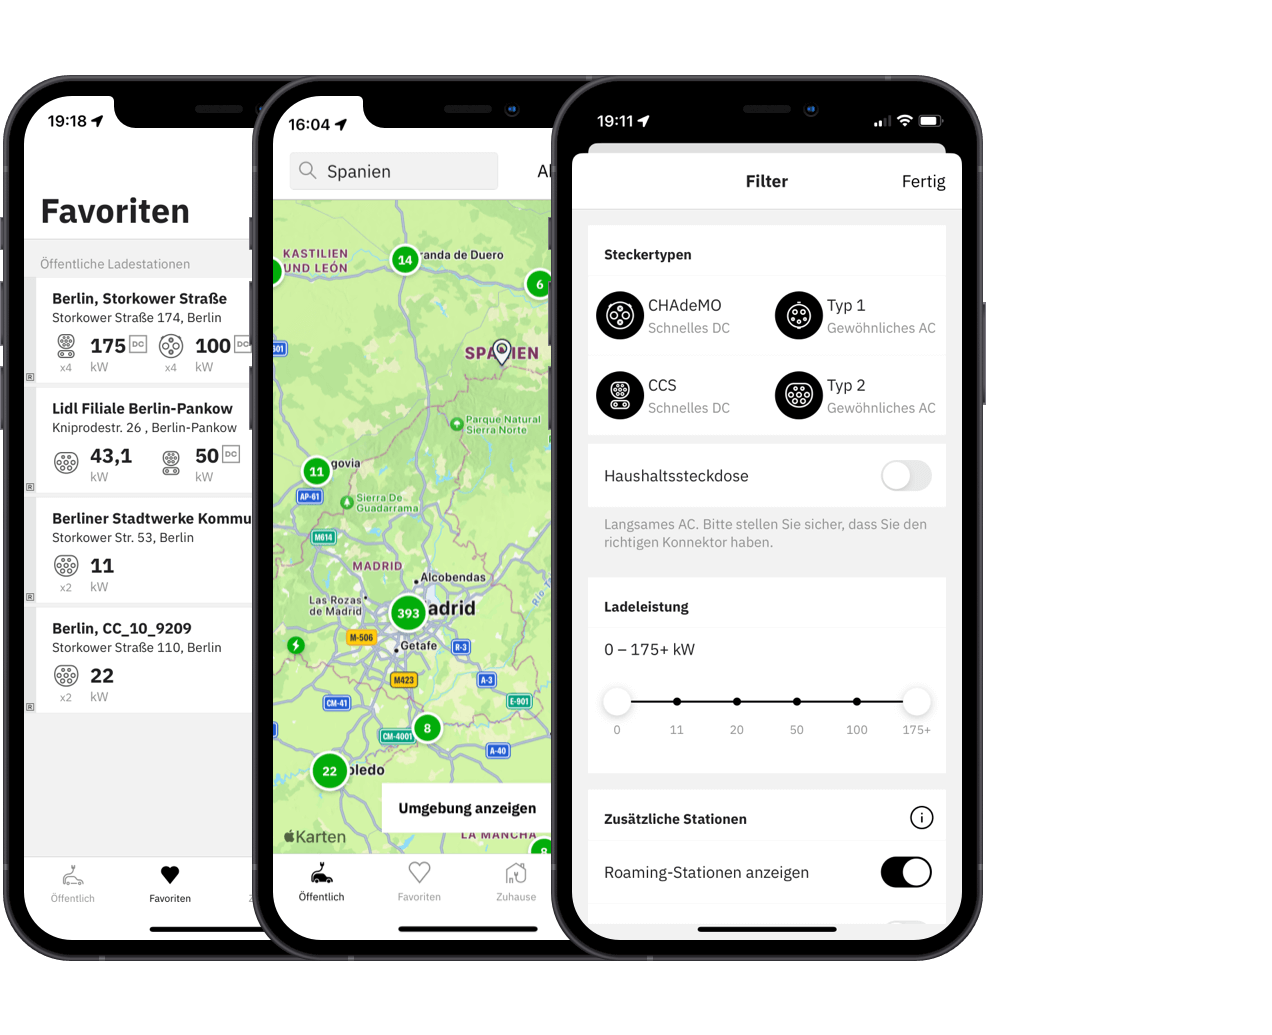 19:18
Favoriten
Öffentliche Ladestationen
Berlin, Storkower Straße
Storkower Straße 174, Berlin
175 DC 100 DC
x4 kW x4 kW
R
Lidl Filiale Berlin-Pankow
Kniprodestr. 26 , Berlin-Pankow
43,1 50 DC
kW kW
R
Berliner Stadtwerke Kommu
Storkower Str. 53, Berlin
11
x2 kW
R
Berlin, CC_10_9209
Storkower Straße 110, Berlin
22
x2 kW
R
Öffentlich Favoriten Z
16:04
Spanien
KASTILIEN
UND LEÓN
14
randa de Duero
6
601
SPANIEN
Parque Natural
Sierra Norte
11
govia
AP-61
Sierra De
Guadarrama
M614
MADRID
Alcobendas
Las Rozas
de Madrid
393
adrid
M-506
Getafe
R-3
M423
A-3
CM-41
E-901
8
CM-4001
A-40
22
oledo
Umgebung anzeigen
Karten
LA MANCHA
8
Öffentlich Favoriten Zuhause
19:11
Filter
Fertig
Steckertypen
CHAdeMO
Schnelles DC
Typ 1
Gewöhnliches AC
CCS
Schnelles DC
Typ 2
Gewöhnliches AC
Haushaltssteckdose
Langsames AC. Bitte stellen Sie sicher, dass Sie den
richtigen Konnektor haben.
Ladeleistung
0 – 175+ kW
0 11 20 50 100 175+
Zusätzliche Stationen
i
Roaming-Stationen anzeigen